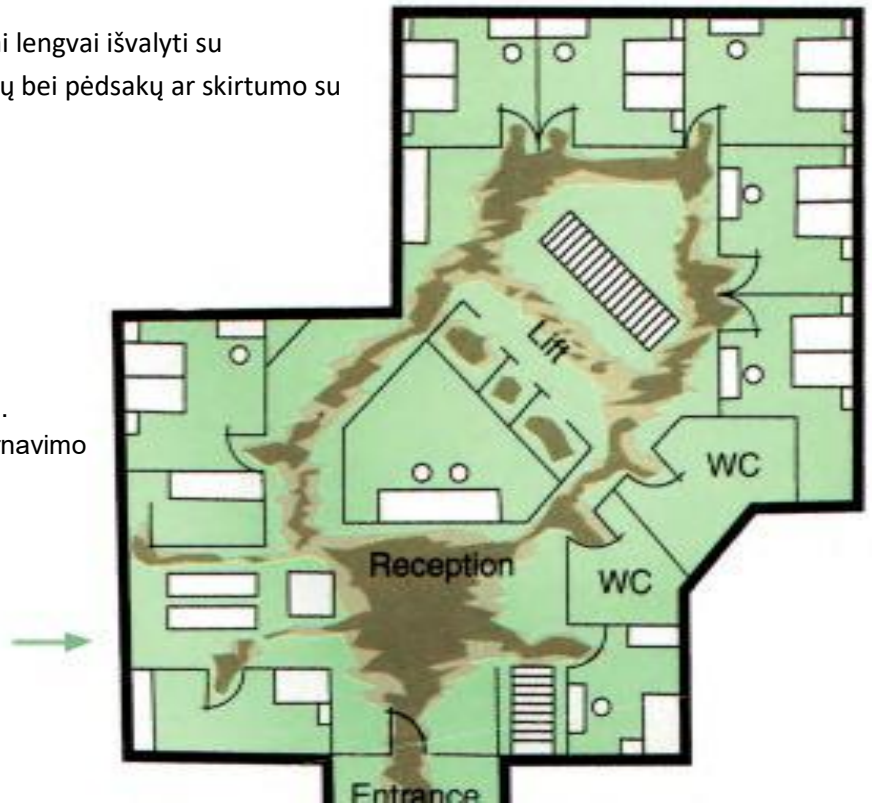 i lengvai išvalyti su
ų bei pėdsakų ar skirtumo su
.
navimo
Lift
WC
Reception
WC
Entrance